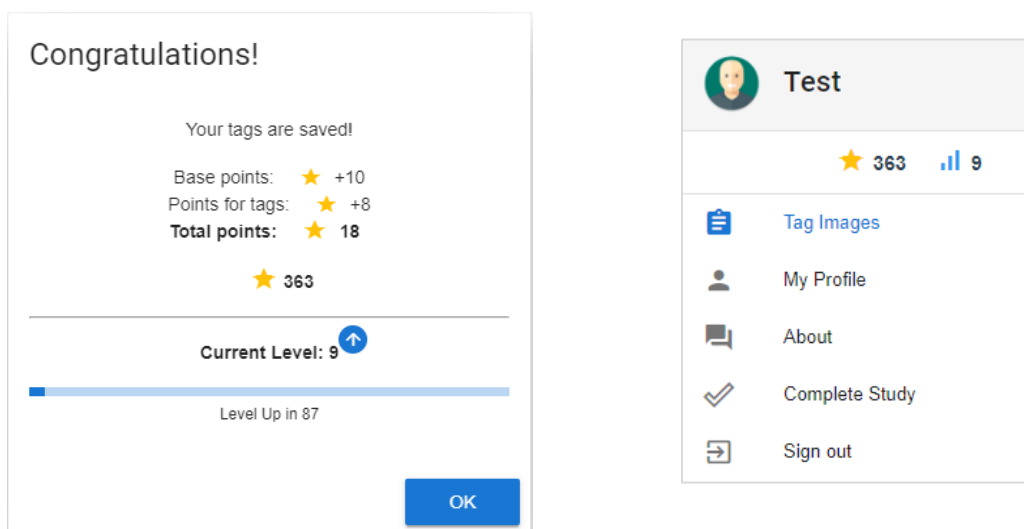 Congratulations!
Your tags are saved!
Base points: +10
Points for tags: +8
Total points: 18
363
Current Level: 9
Level Up in 87
OK
Test
363 9
Tag Images
My Profile
About
Complete Study
Sign out